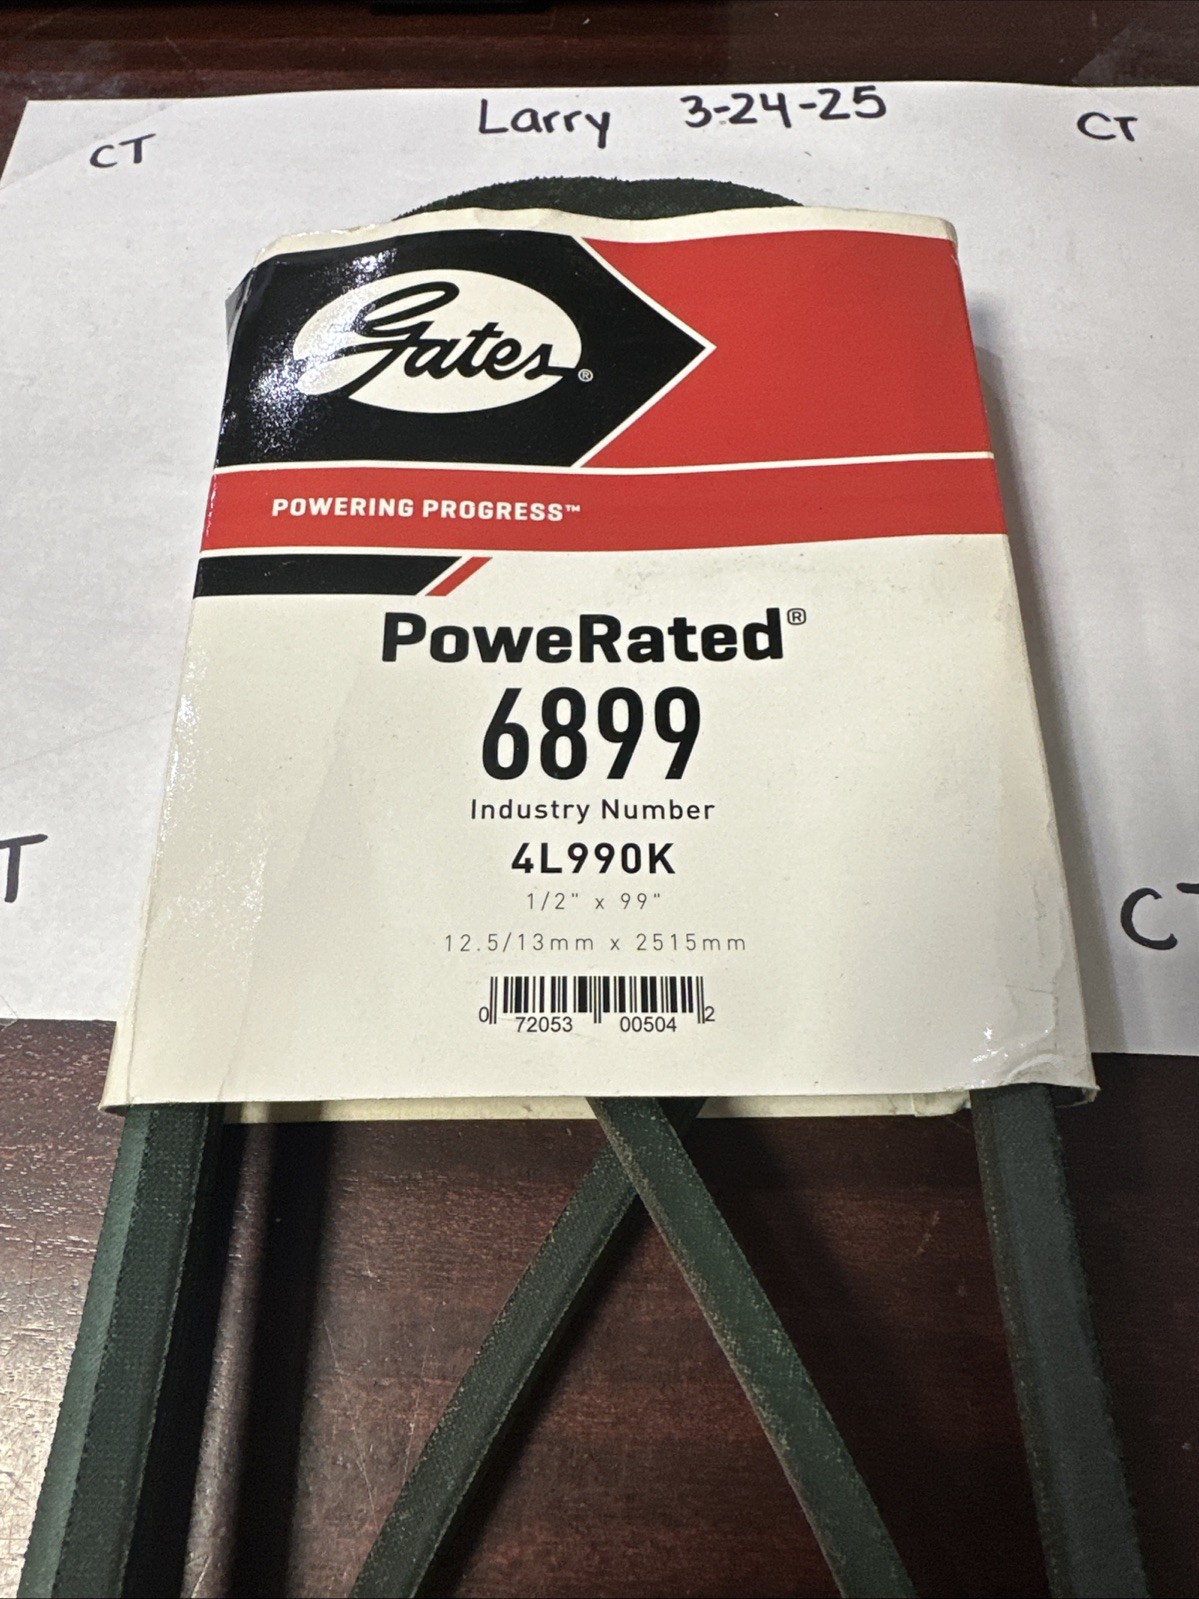 Larry 3-24-25
CT
CT
Gates®
POWERING PROGRESS™
PoweRated®
6899
Industry Number
4L990K
1/2" x 99"
12.5/13mm x 2515mm
0 72053 00504 2
T
CT